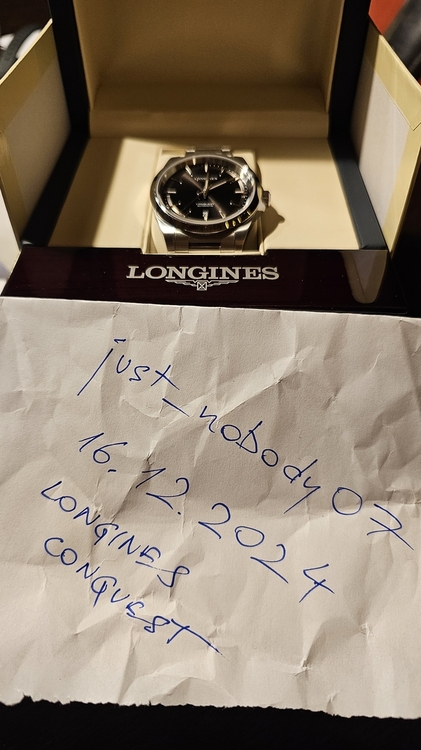 LONGINES
just_nobody07
16.12.2024
LONGINES
CONQUEST